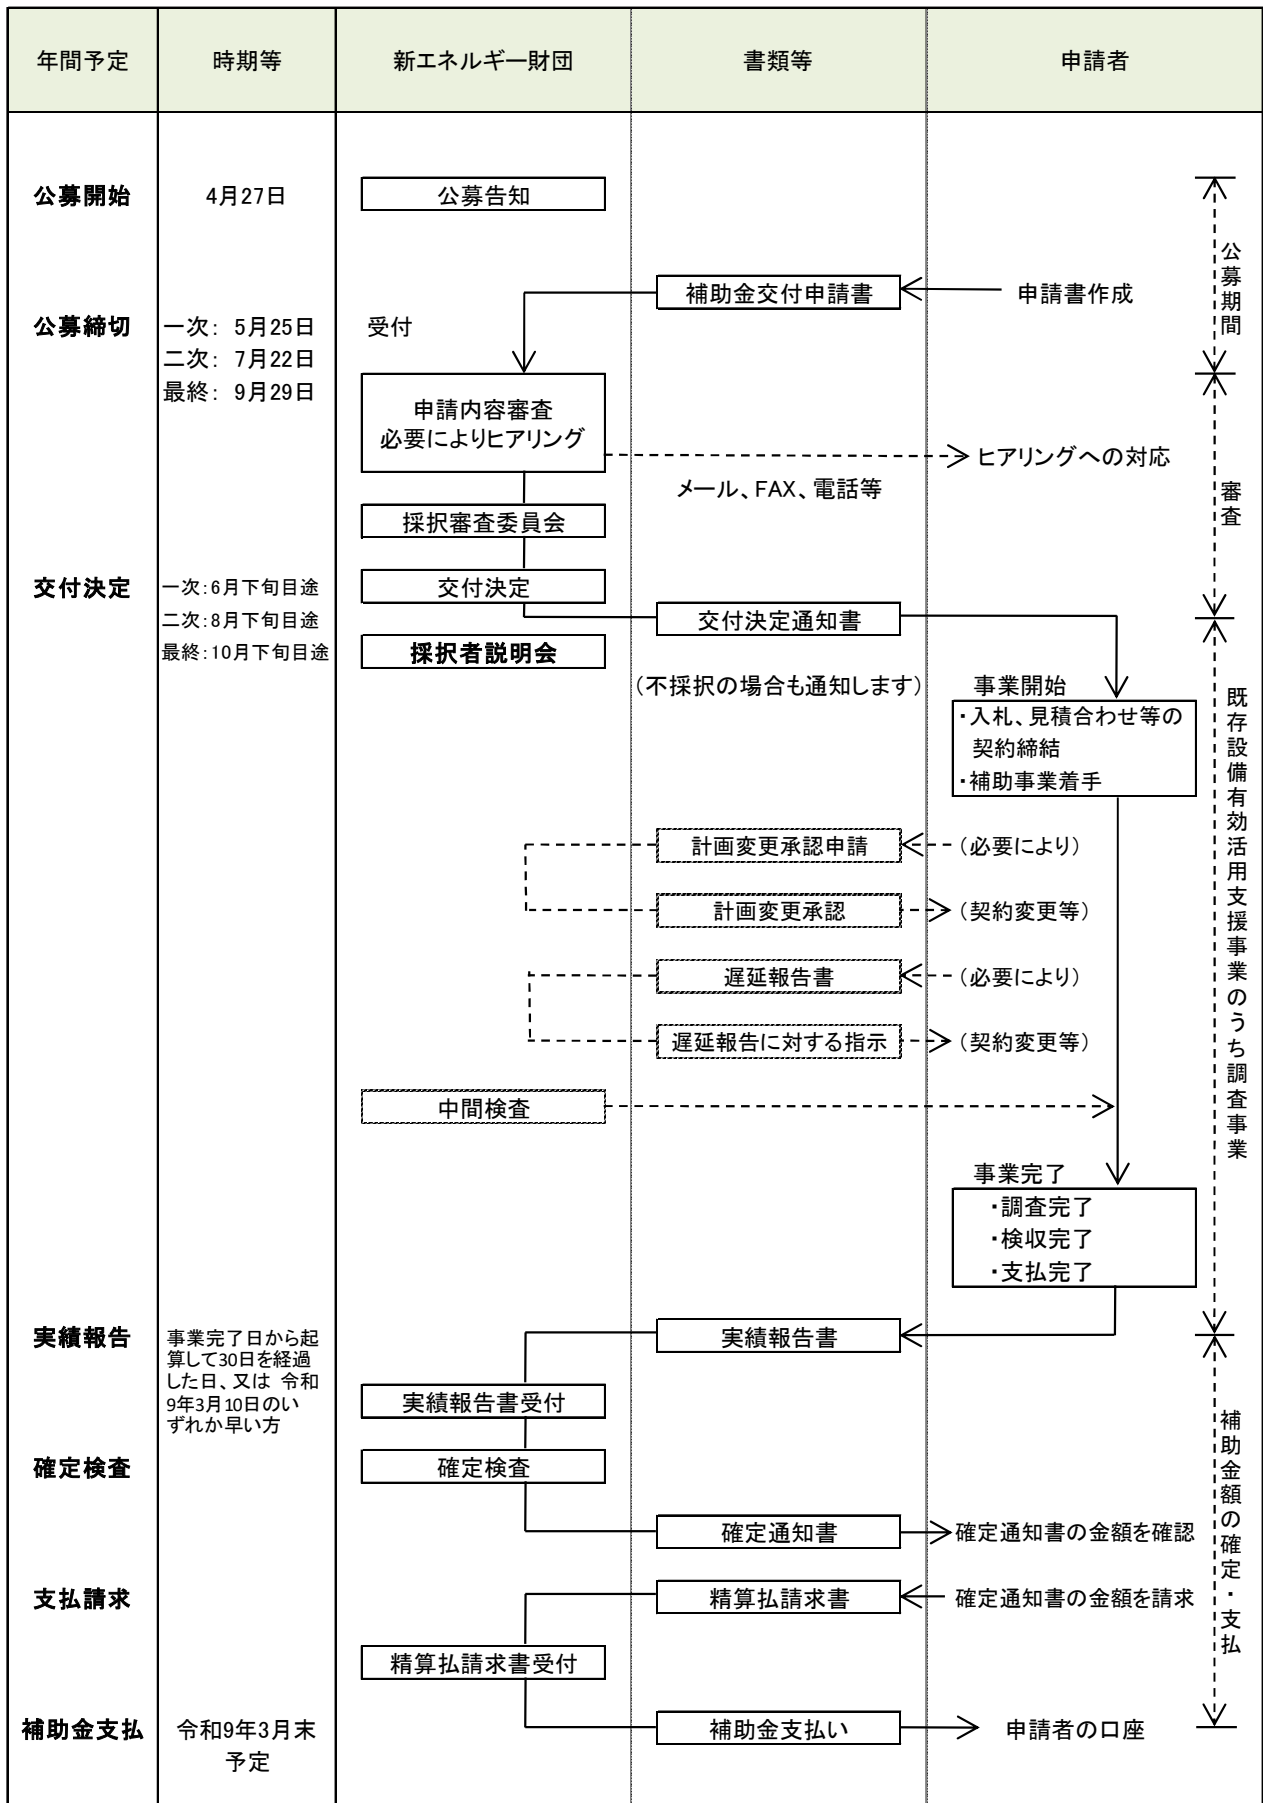 年間予定
時期等
新エネルギー財団
書類等
申請者
公募開始
4月27日
公募告知
公募期間
補助金交付申請書
申請書作成
公募締切
一次： 5月25日
二次： 7月22日
最終： 9月29日
受付
申請内容審査
必要によりヒアリング
ヒアリングへの対応
メール、FAX、電話等
審査
採択審査委員会
交付決定
一次：6月下旬目途
二次：8月下旬目途
最終：10月下旬目途
交付決定
交付決定通知書
採択者説明会
（不採択の場合も通知します）
事業開始
・入札、見積合わせ等の
契約締結
・補助事業着手
既存設備有効活用支援事業のうち調査事業
計画変更承認申請
（必要により）
計画変更承認
（契約変更等）
遅延報告書
（必要により）
遅延報告に対する指示
（契約変更等）
中間検査
事業完了
・調査完了
・検収完了
・支払完了
実績報告
事業完了日から起
算して30日を経過
した日、又は 令和
9年3月10日のい
ずれか早い方
実績報告書
実績報告書受付
補助金額の確定・支払
確定検査
確定検査
確定通知書
確定通知書の金額を確認
支払請求
精算払請求書
確定通知書の金額を請求
精算払請求書受付
補助金支払
令和9年3月末
予定
補助金支払い
申請者の口座